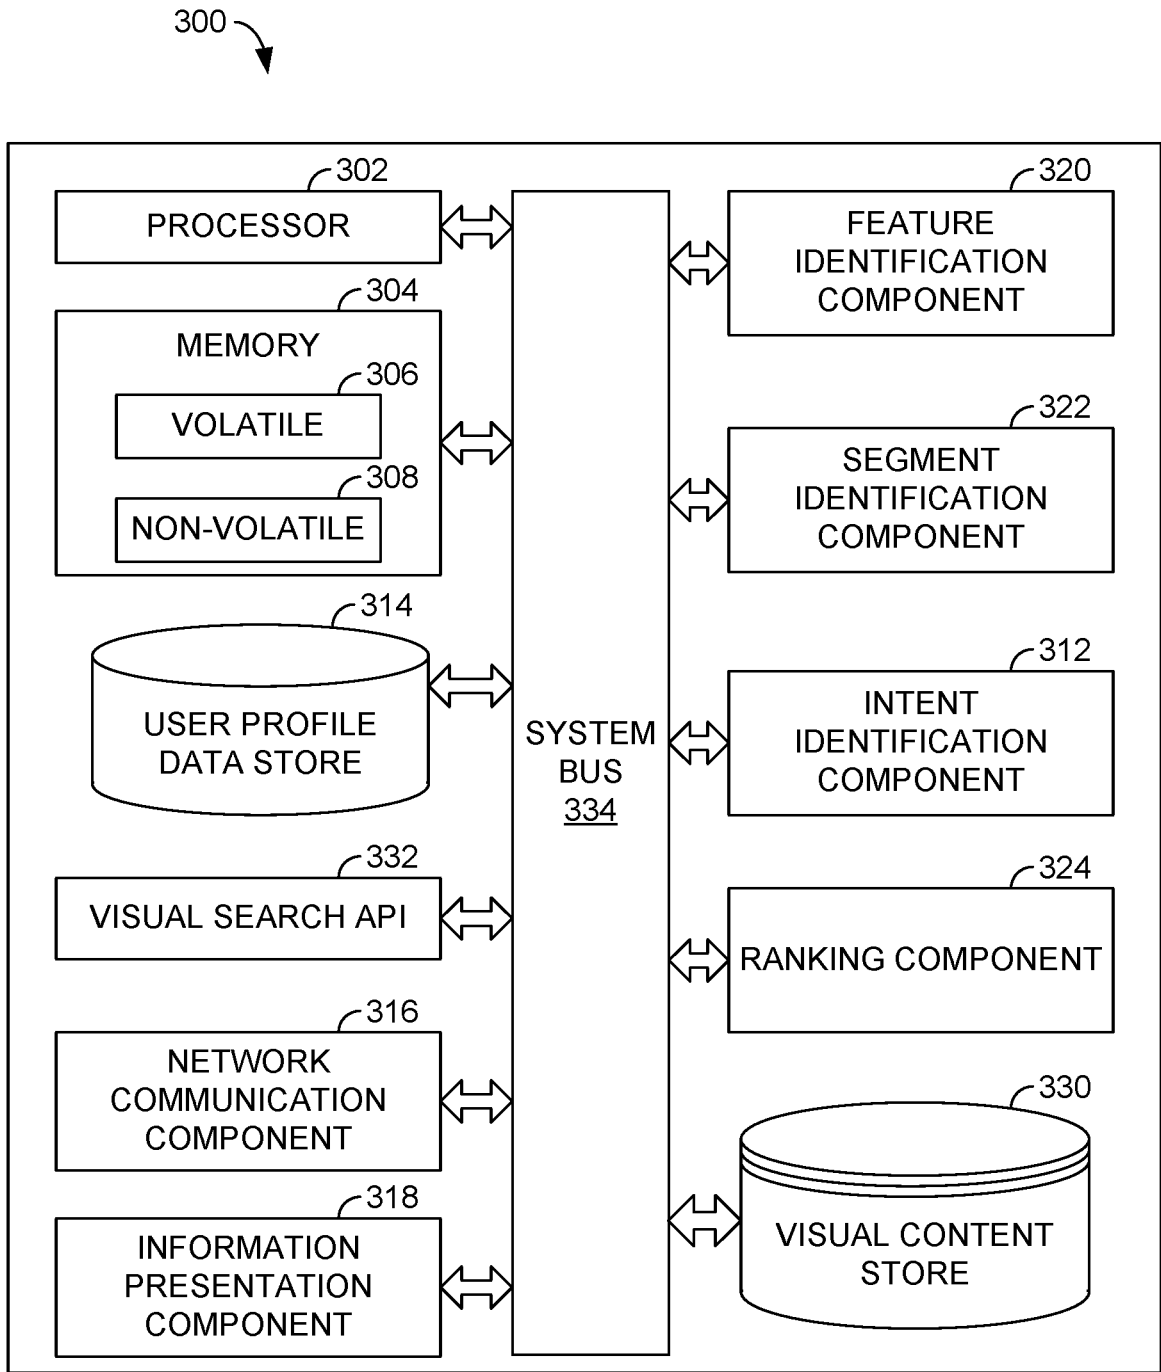 300
302
PROCESSOR
304
MEMORY
306
VOLATILE
308
NON-VOLATILE
314
USER PROFILE
DATA STORE
332
VISUAL SEARCH API
316
NETWORK
COMMUNICATION
COMPONENT
318
INFORMATION
PRESENTATION
COMPONENT
SYSTEM
BUS
334
320
FEATURE
IDENTIFICATION
COMPONENT
322
SEGMENT
IDENTIFICATION
COMPONENT
312
INTENT
IDENTIFICATION
COMPONENT
324
RANKING COMPONENT
330
VISUAL CONTENT
STORE